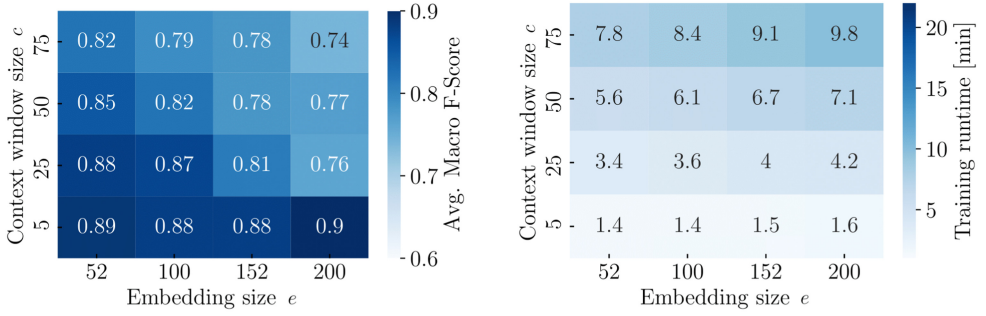 Context window size c
75
50
25
5
0.82 0.79 0.78 0.74
0.85 0.82 0.78 0.77
0.88 0.87 0.81 0.76
0.89 0.88 0.88 0.9
52 100 152 200
Embedding size e
0.9
0.8
0.7
0.6
Avg. Macro F-Score
Context window size c
75
50
25
5
7.8 8.4 9.1 9.8
5.6 6.1 6.7 7.1
3.4 3.6 4 4.2
1.4 1.4 1.5 1.6
52 100 152 200
Embedding size e
20
15
10
5
Training runtime [min]